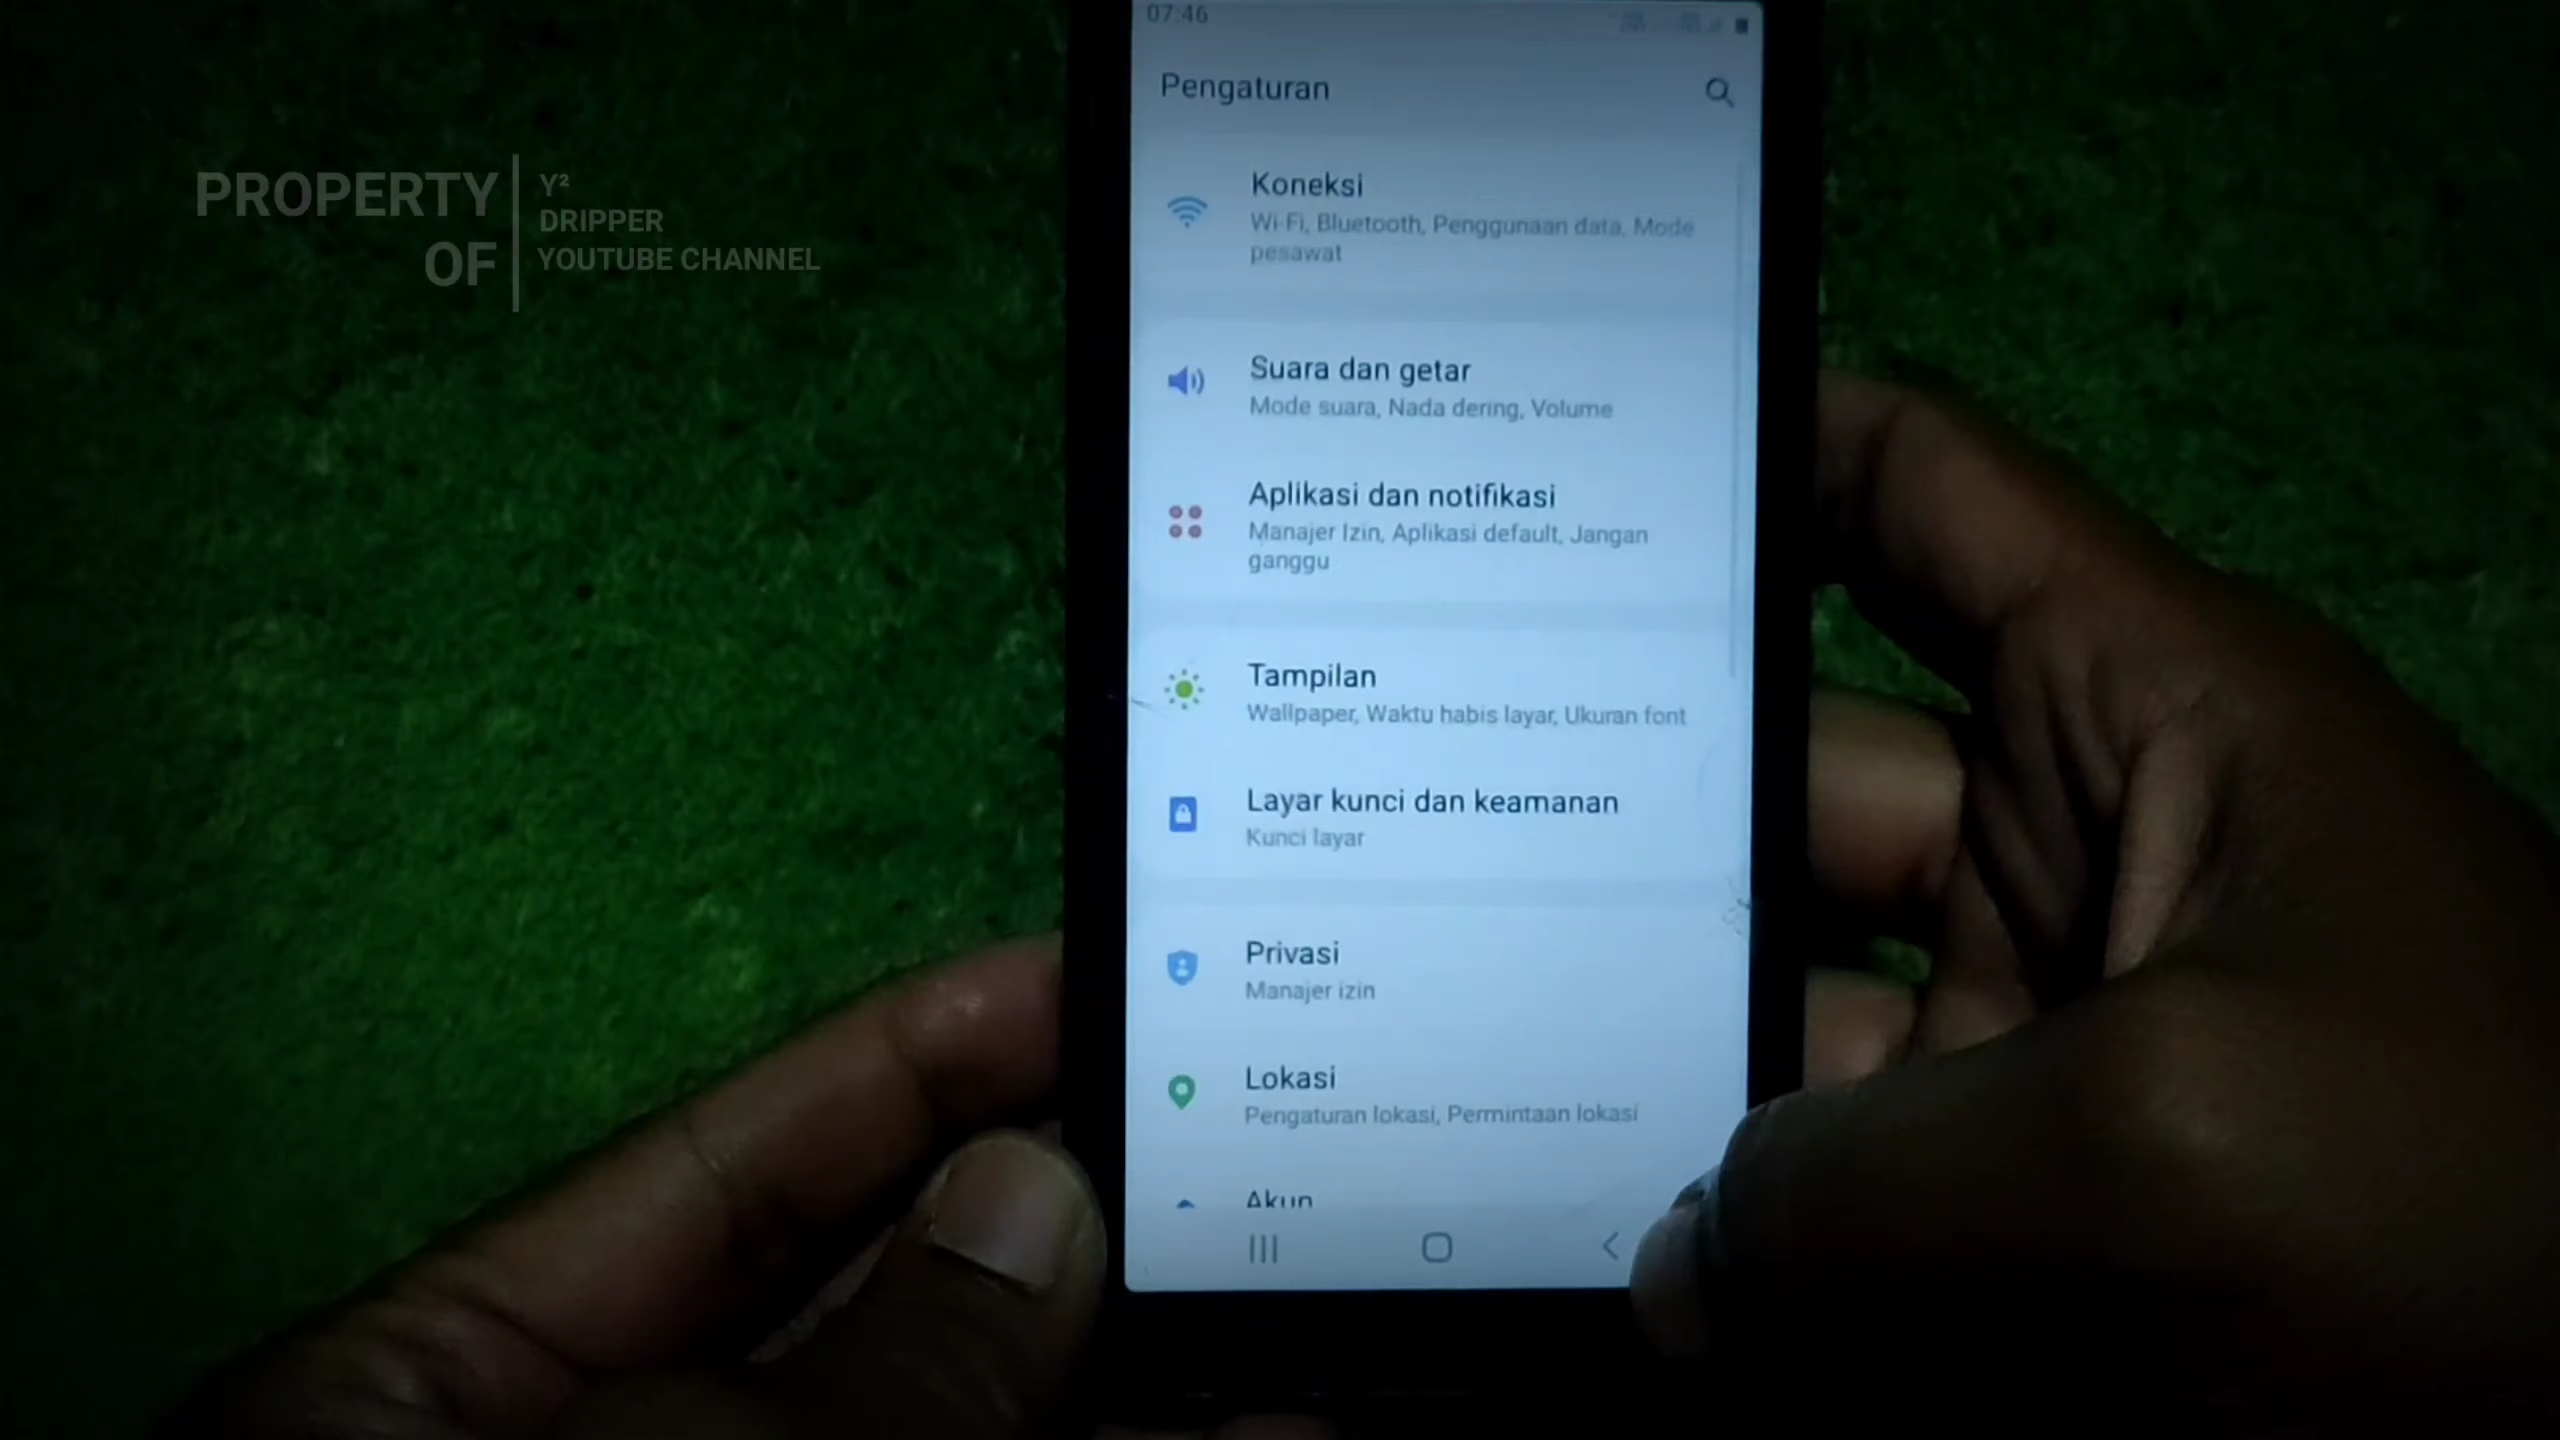 PROPERTY
OF
Y²
DRIPPER
YOUTUBE CHANNEL
07:46
Pengaturan
Koneksi
Wi-Fi, Bluetooth, Penggunaan data, Mode
pesawat
Suara dan getar
Mode suara, Nada dering, Volume
Aplikasi dan notifikasi
Manajer Izin, Aplikasi default, Jangan
ganggu
Tampilan
Wallpaper, Waktu habis layar, Ukuran font
Layar kunci dan keamanan
Kunci layar
Privasi
Manajer izin
Lokasi
Pengaturan lokasi, Permintaan lokasi
Akun